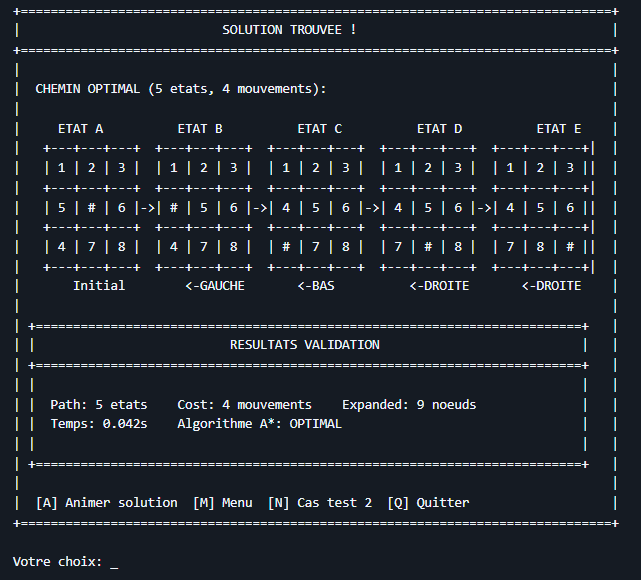 +===============================================================================+
|                           SOLUTION TROUVEE !                                  |
+===============================================================================+
|                                                                               |
|  CHEMIN OPTIMAL (5 etats, 4 mouvements):                                      |
|                                                                               |
|     ETAT A          ETAT B          ETAT C          ETAT D          ETAT E    |
|   +---+---+---+  +---+---+---+  +---+---+---+  +---+---+---+  +---+---+---+|  |
|   | 1 | 2 | 3 |  | 1 | 2 | 3 |  | 1 | 2 | 3 |  | 1 | 2 | 3 |  | 1 | 2 | 3 ||  |
|   +---+---+---+  +---+---+---+  +---+---+---+  +---+---+---+  +---+---+---+|  |
|   | 5 | # | 6 |->| # | 5 | 6 |->| 4 | 5 | 6 |->| 4 | 5 | 6 |->| 4 | 5 | 6 ||  |
|   +---+---+---+  +---+---+---+  +---+---+---+  +---+---+---+  +---+---+---+|  |
|   | 4 | 7 | 8 |  | 4 | 7 | 8 |  | # | 7 | 8 |  | 7 | # | 8 |  | 7 | 8 | # ||  |
|   +---+---+---+  +---+---+---+  +---+---+---+  +---+---+---+  +---+---+---+|  |
|       Initial        <-GAUCHE       <-BAS          <-DROITE       <-DROITE    |
|                                                                               |
| +=========================================================================+   |
| |                          RESULTATS VALIDATION                           |   |
| +=========================================================================+   |
| |                                                                         |   |
| |  Path: 5 etats    Cost: 4 mouvements    Expanded: 9 noeuds              |   |
| |  Temps: 0.042s    Algorithme A*: OPTIMAL                                |   |
| |                                                                         |   |
| +=========================================================================+   |
|                                                                               |
|  [A] Animer solution  [M] Menu  [N] Cas test 2  [Q] Quitter                   |
+===============================================================================+
Votre choix: _